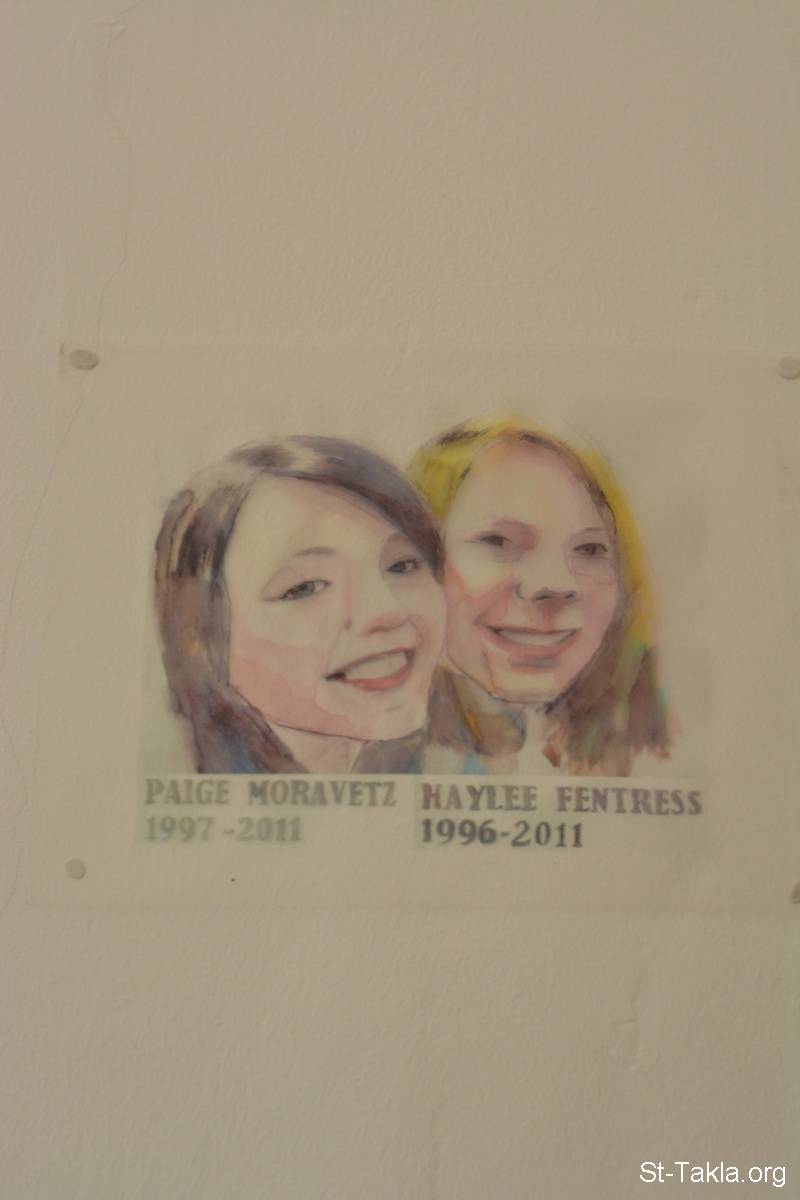 PAIGE MORAVETZ HAYLEE FENTRESS
1997-2011 1996-2011
St-Takla.org